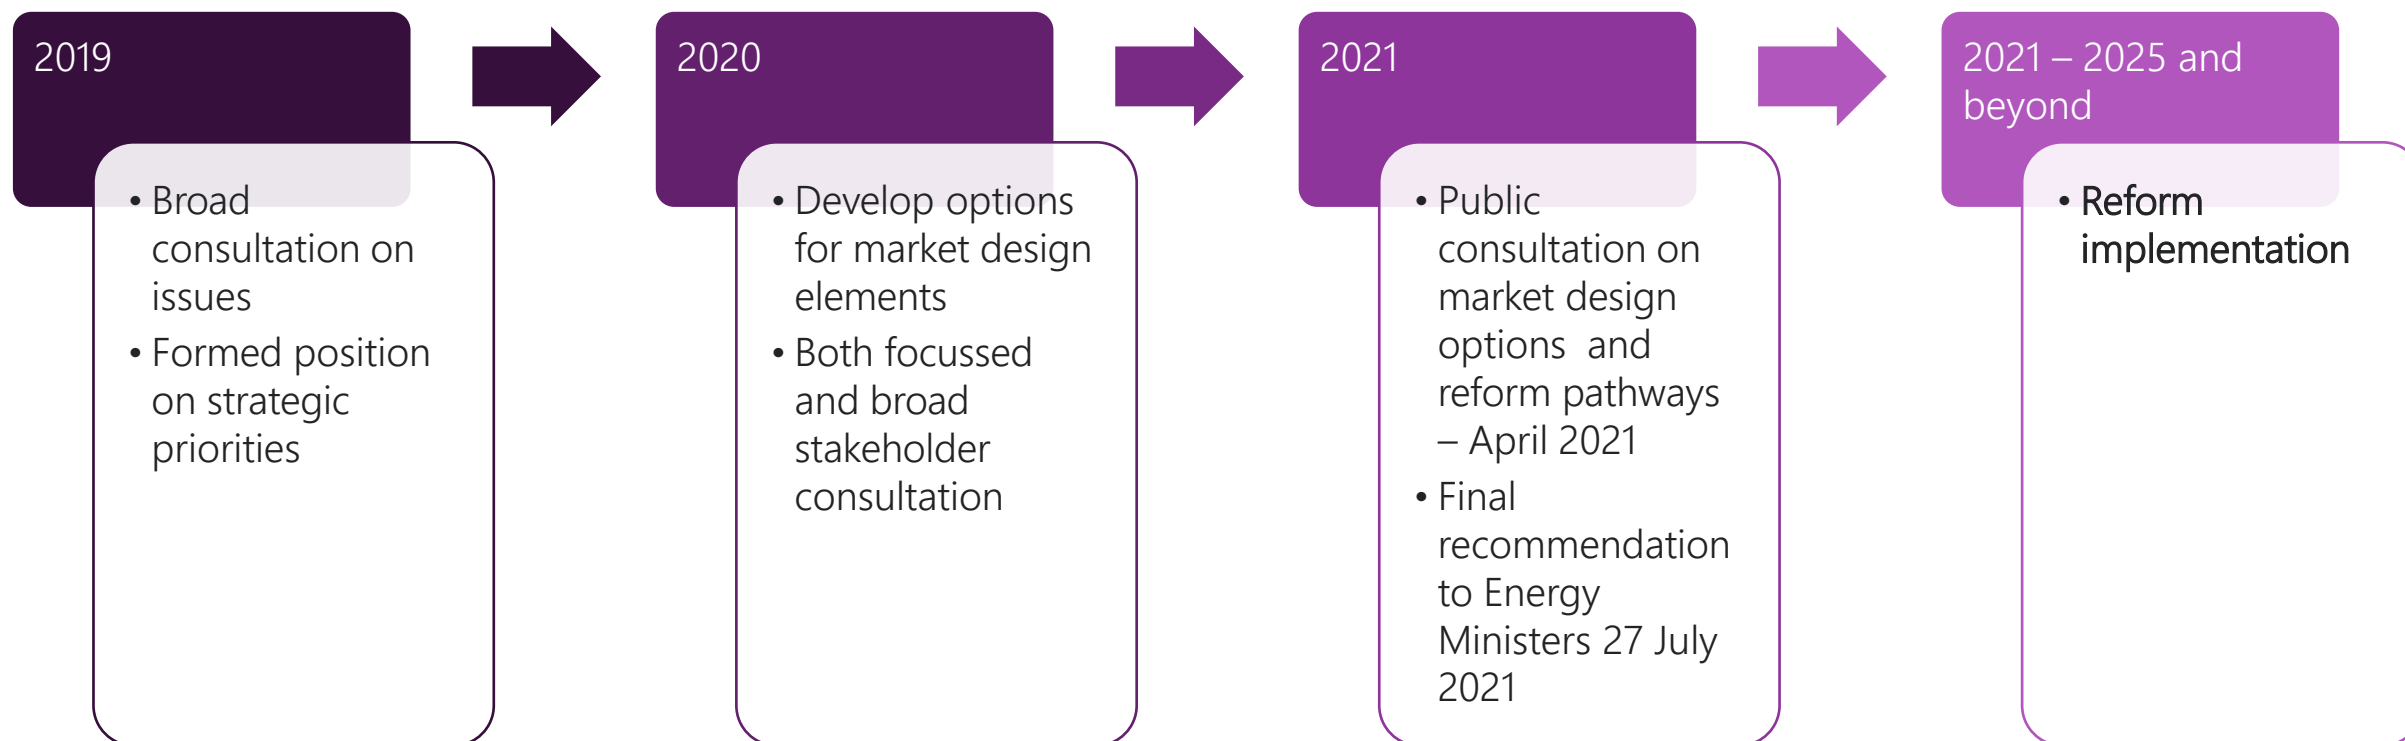 2019
• Broad
consultation on
issues
• Formed position
on strategic
priorities
2020
• Develop options
for market design
elements
• Both focussed
and broad
stakeholder
consultation
2021
• Public
consultation on
market design
options  and
reform pathways
– April 2021
• Final
recommendation
to Energy
Ministers 27 July
2021
2021 – 2025 and
beyond
• Reform
implementation